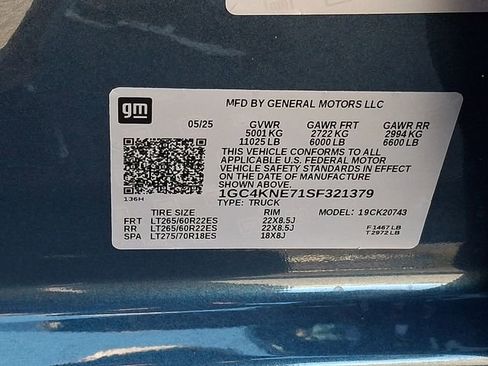 gm
MFD BY GENERAL MOTORS LLC
05/25 GVWR GAWR FRT GAWR RR
5001 KG 2722 KG 2994 KG
11025 LB 6000 LB 6600 LB
THIS VEHICLE CONFORMS TO ALL
APPLICABLE U.S. FEDERAL MOTOR
VEHICLE SAFETY STANDARDS IN EFFECT
ON THE DATE OF MANUFACTURE
SHOWN ABOVE.
136H 1GC4KNE71SF321379
TYPE: TRUCK
TIRE SIZE RIM MODEL: 19CK20743
FRT LT265/60R22ES 22X8.5J
RR LT265/60R22ES 22X8.5J F1467 LB
SPA LT275/70R18ES 18X8J T2972 LB